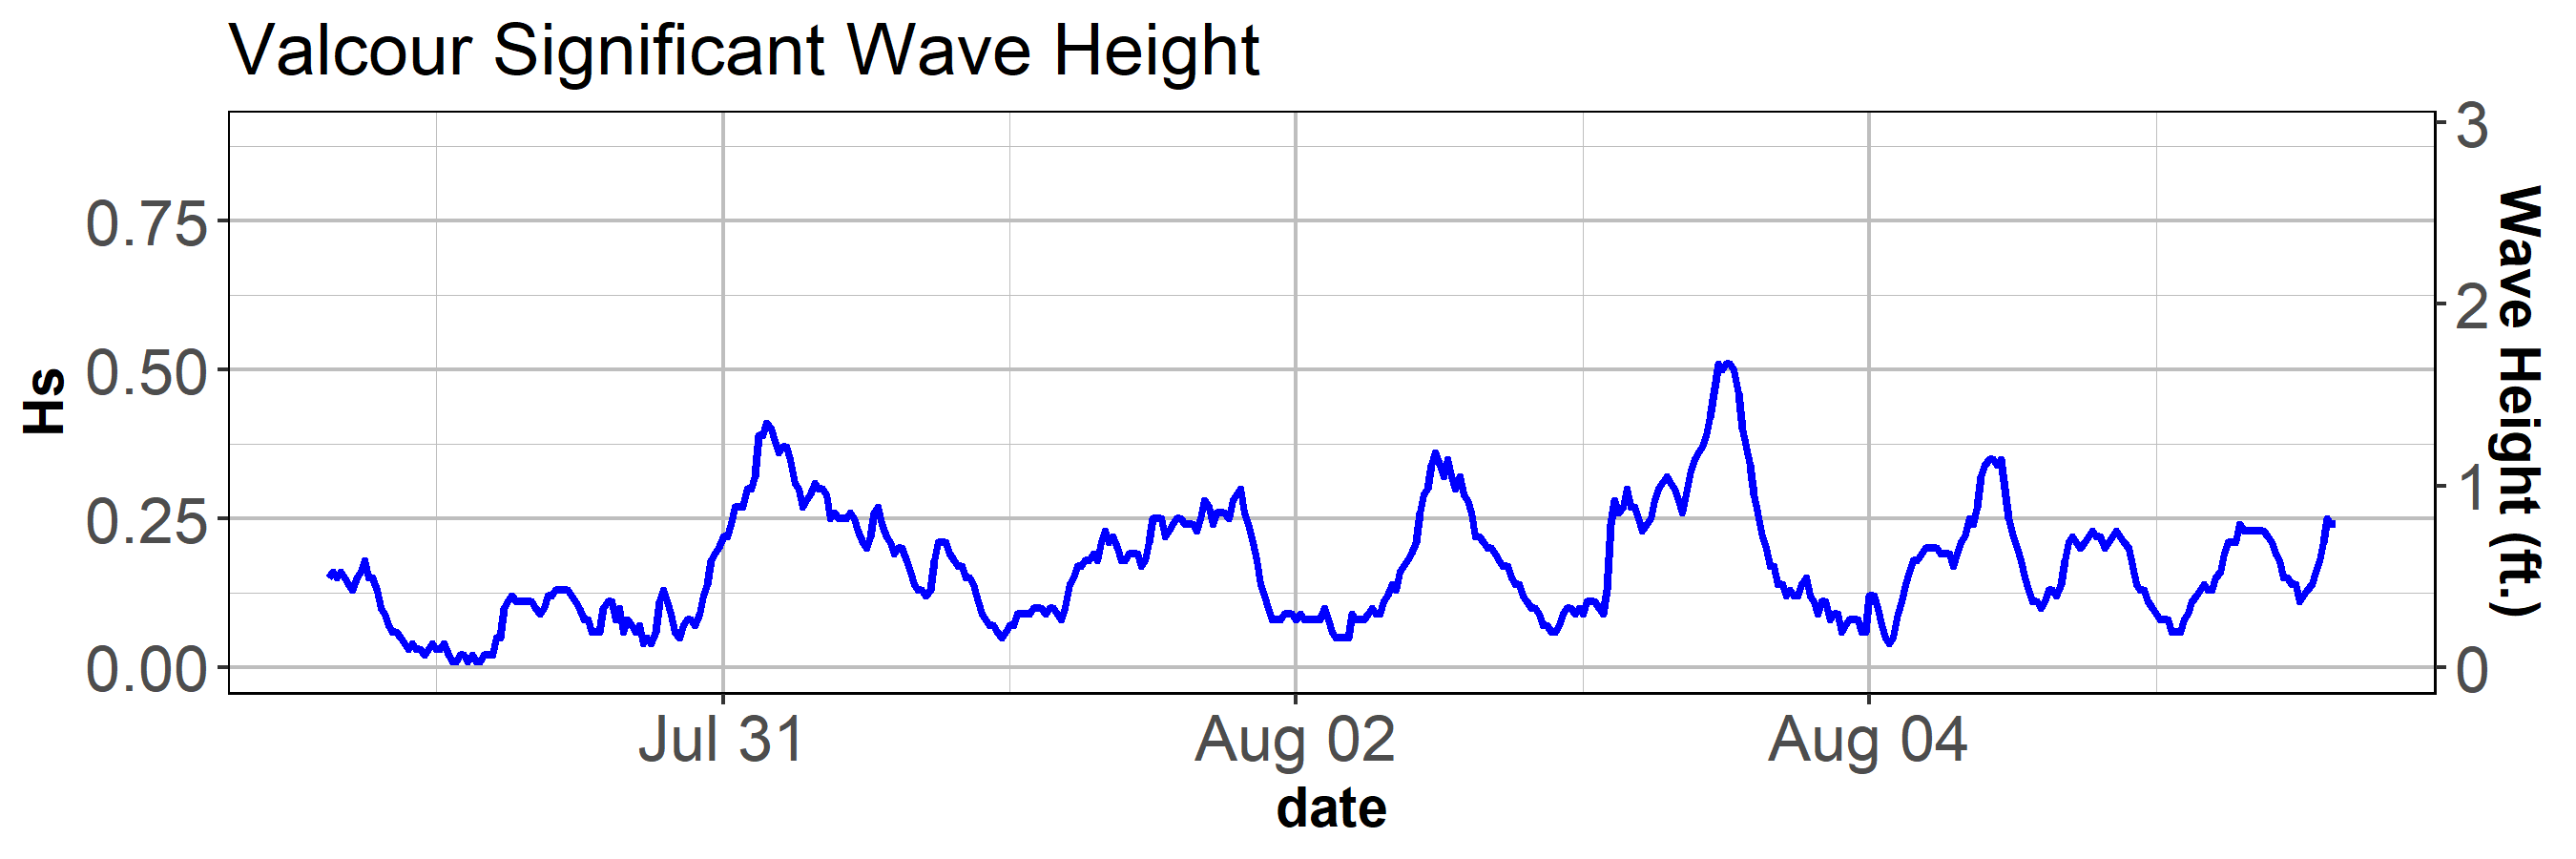 Valcour Significant Wave Height
Hs
0.75
0.50
0.25
0.00
3
2
1
0
Wave Height (ft.)
Jul 31
Aug 02
Aug 04
date